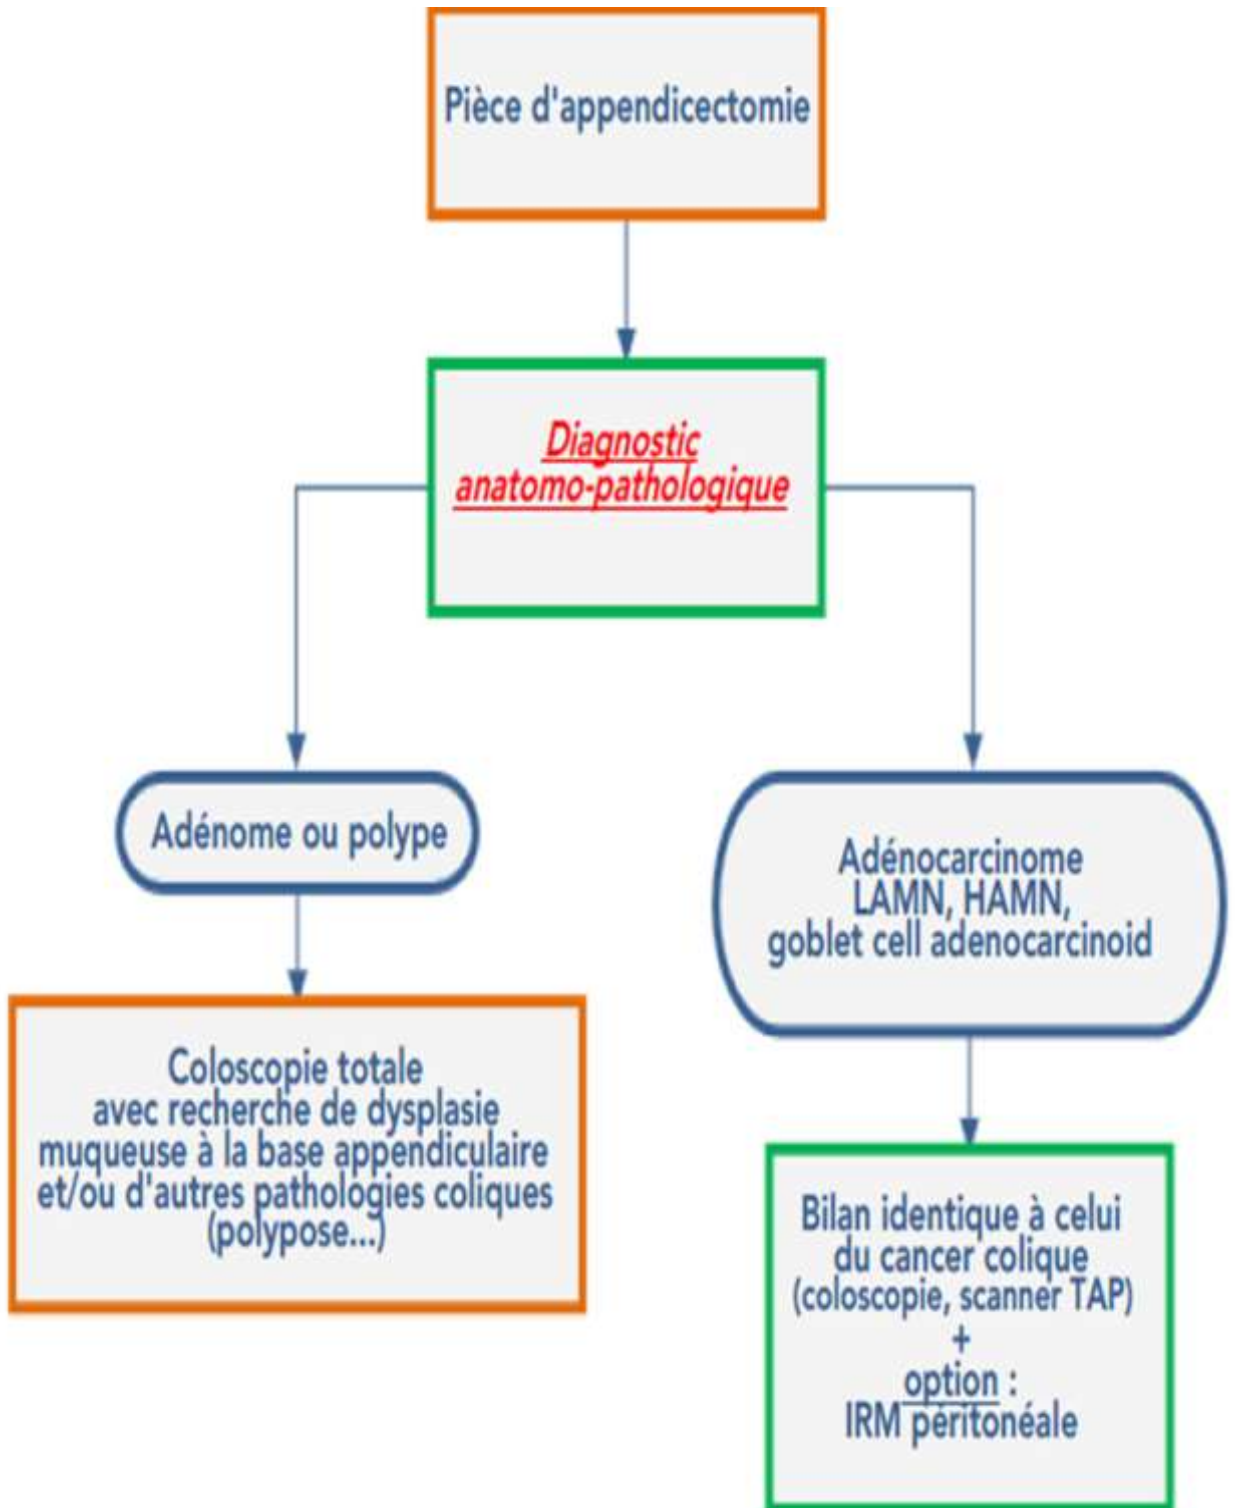 Pièce d'appendicectomie
Diagnostic
anatomo-pathologique
Adénome ou polype
Coloscopie totale
avec recherche de dysplasie
muqueuse à la base appendiculaire
et/ou d'autres pathologies coliques
(polypose...)
Adénocarcinome
LAMN, HAMN,
goblet cell adenocarcinoid
Bilan identique à celui
du cancer colique
(coloscopie, scanner TAP)
+
option :
IRM péritonéale